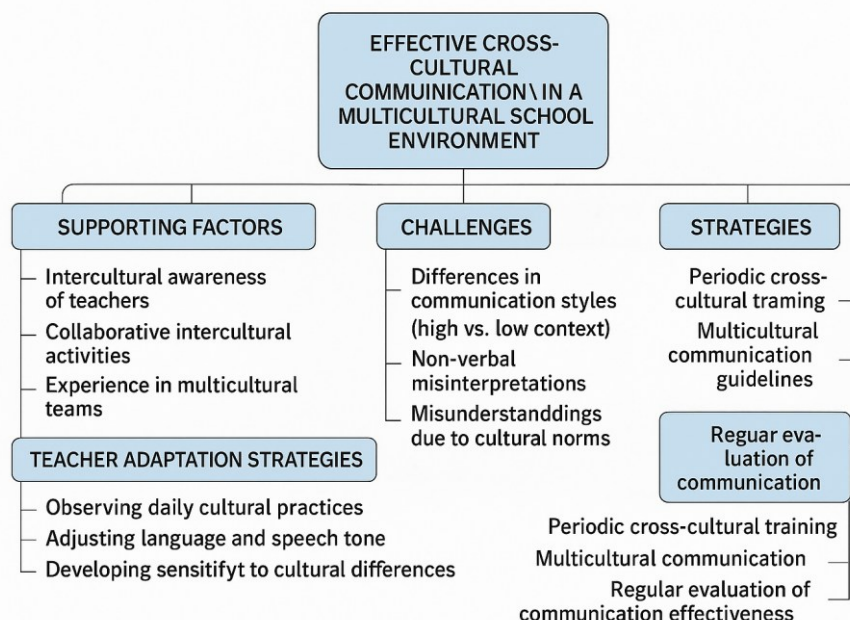 EFFECTIVE CROSS-
CULTURAL
COMMUINICATION\ IN A
MULTICULTURAL SCHOOL
ENVIRONMENT
SUPPORTING FACTORS
Intercultural awareness
of teachers
Collaborative intercultural
activities
Experience in multicultural
teams
TEACHER ADAPTATION STRATEGIES
Observing daily cultural practices
Adjusting language and speech tone
Developing sensitifyt to cultural differences
CHALLENGES
Differences in
communication styles
(high vs. low context)
Non-verbal
misinterpretations
Misunderstanddings
due to cultural norms
STRATEGIES
Periodic cross-
cultural traming
Multicultural
communication
guidelines
Reguar eva-
luation of
communication
Periodic cross-cultural training
Multicultural communication
Regular evaluation of
communication effectiveness